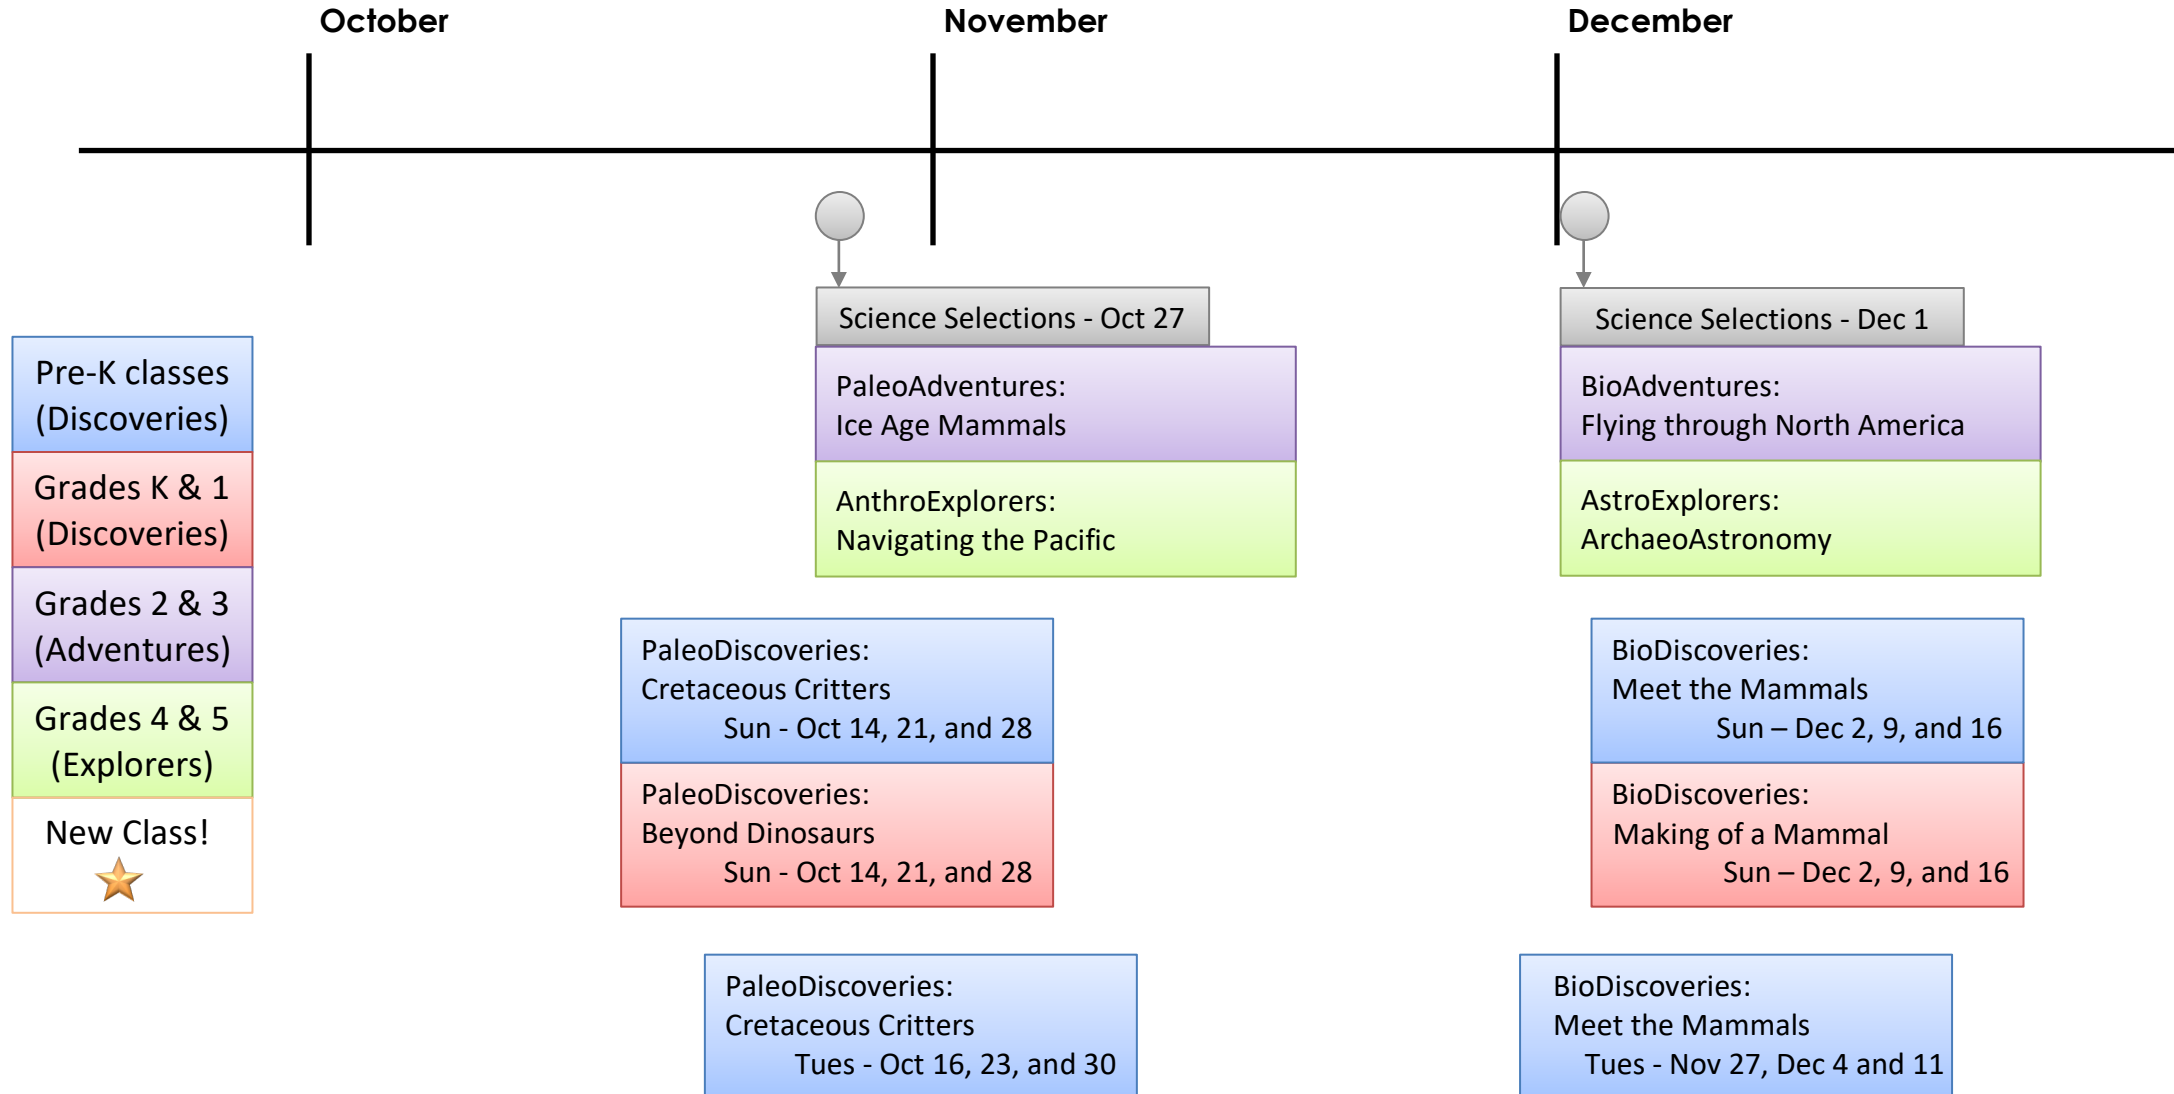 October
November
December
Science Selections - Oct 27
PaleoAdventures:
Ice Age Mammals
AnthroExplorers:
Navigating the Pacific
Science Selections - Dec 1
BioAdventures:
Flying through North America
AstroExplorers:
ArchaeoAstronomy
Pre-K classes
(Discoveries)
Grades K & 1
(Discoveries)
Grades 2 & 3
(Adventures)
Grades 4 & 5
(Explorers)
New Class!
PaleoDiscoveries:
Cretaceous Critters
Sun - Oct 14, 21, and 28
PaleoDiscoveries:
Beyond Dinosaurs
Sun - Oct 14, 21, and 28
BioDiscoveries:
Meet the Mammals
Sun – Dec 2, 9, and 16
BioDiscoveries:
Making of a Mammal
Sun – Dec 2, 9, and 16
PaleoDiscoveries:
Cretaceous Critters
Tues - Oct 16, 23, and 30
BioDiscoveries:
Meet the Mammals
Tues - Nov 27, Dec 4 and 11